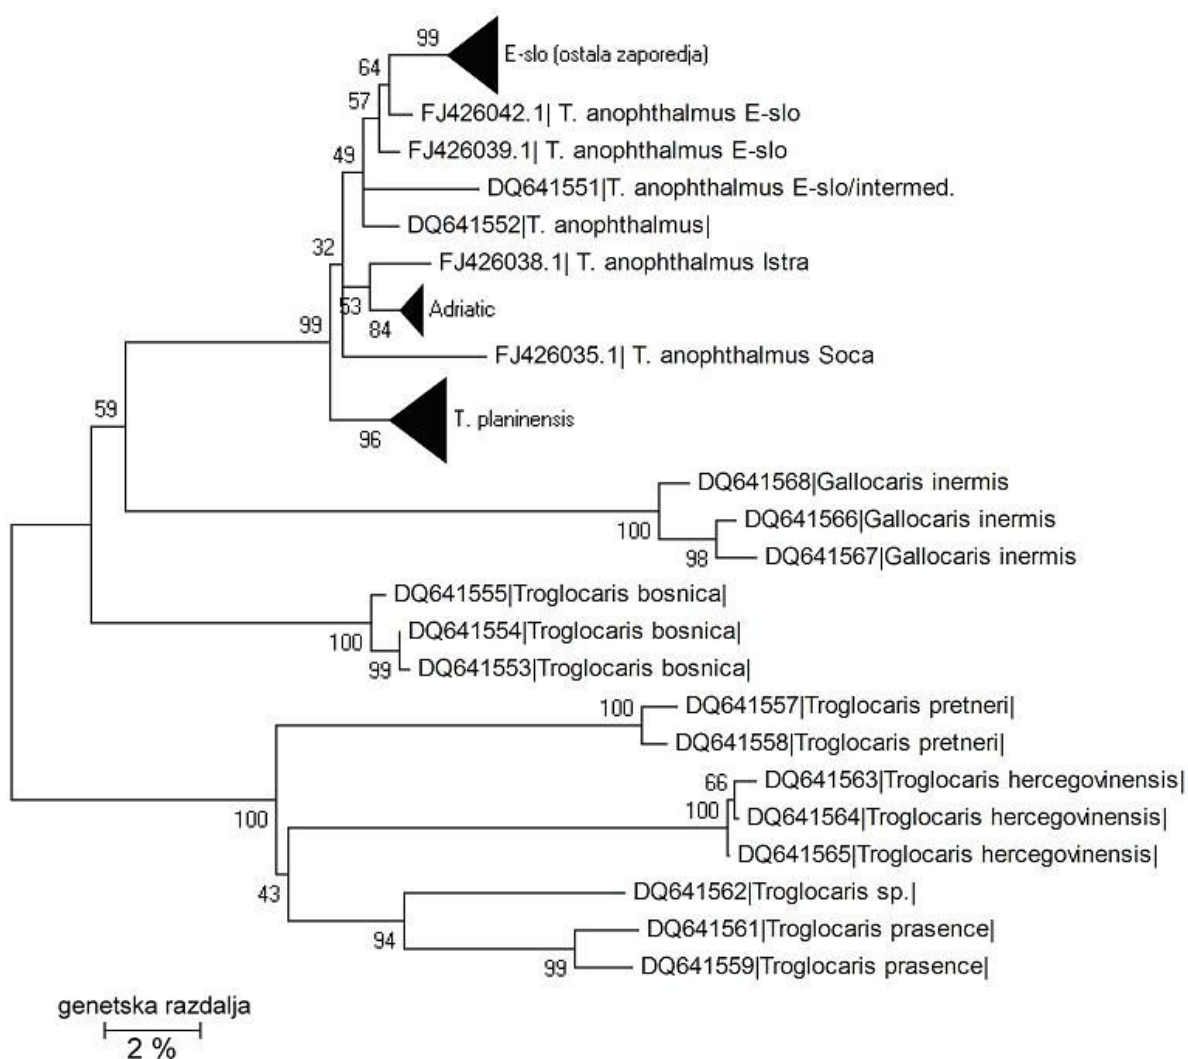 99
E-slo (ostala zaporedja)
64
57
FJ426042.1| T. anophthalmus E-slo
49
FJ426039.1| T. anophthalmus E-slo
DQ641551|T. anophthalmus E-slo/intermed.
DQ641552|T. anophthalmus|
32
FJ426038.1| T. anophthalmus Istra
53
Adriatic
84
99
FJ426035.1| T. anophthalmus Soca
59
T. planinensis
96
DQ641568|Gallocaris inermis
100
DQ641566|Gallocaris inermis
98
DQ641567|Gallocaris inermis
DQ641555|Troglocaris bosnica|
100
DQ641554|Troglocaris bosnica|
99
DQ641553|Troglocaris bosnica|
100
DQ641557|Troglocaris pretneri|
DQ641558|Troglocaris pretneri|
66
DQ641563|Troglocaris hercegovinensis|
100
DQ641564|Troglocaris hercegovinensis|
100
DQ641565|Troglocaris hercegovinensis|
43
DQ641562|Troglocaris sp.|
94
DQ641561|Troglocaris prasence|
99
DQ641559|Troglocaris prasence|
genetska razdalja
2 %